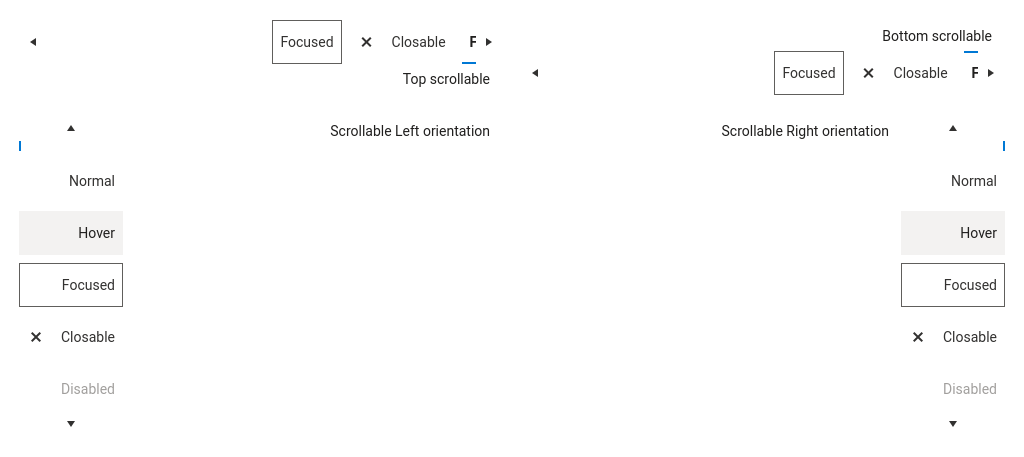 Focused Closable F
Top scrollable
Bottom scrollable
Focused Closable F
Scrollable Left orientation
Normal
Hover
Focused
Closable
Disabled
Scrollable Right orientation
Normal
Hover
Focused
Closable
Disabled